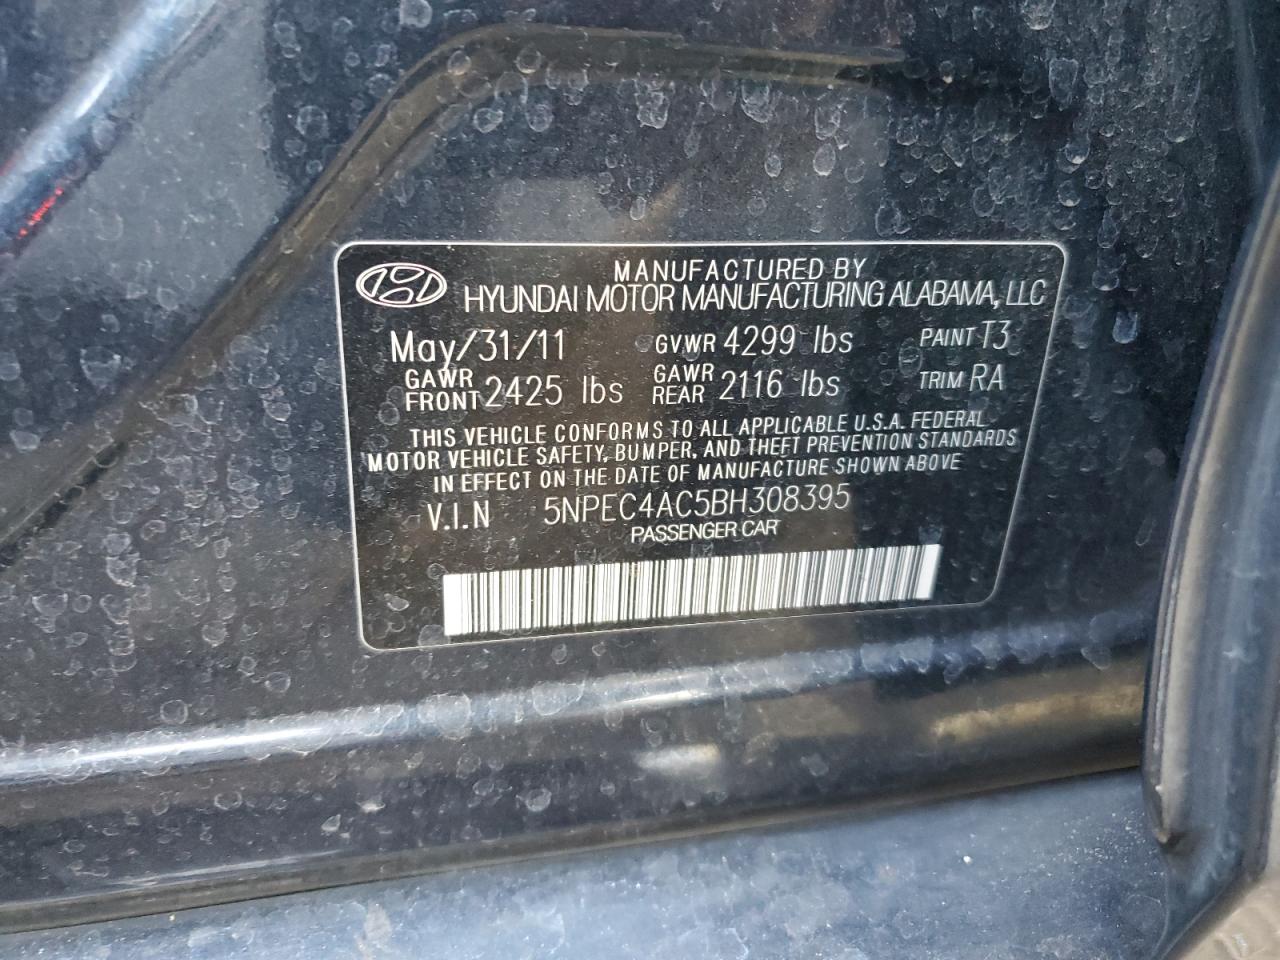 MANUFACTURED BY
HYUNDAI MOTOR MANUFACTURING ALABAMA, LLC
May/31/11 GVWR 4299 lbs PAINT T3
GAWR FRONT 2425 lbs GAWR REAR 2116 lbs TRIM RA
THIS VEHICLE CONFORMS TO ALL APPLICABLE U.S.A. FEDERAL
MOTOR VEHICLE SAFETY, BUMPER, AND THEFT PREVENTION STANDARDS
IN EFFECT ON THE DATE OF MANUFACTURE SHOWN ABOVE
V.I.N 5NPEC4AC5BH308395
PASSENGER CAR